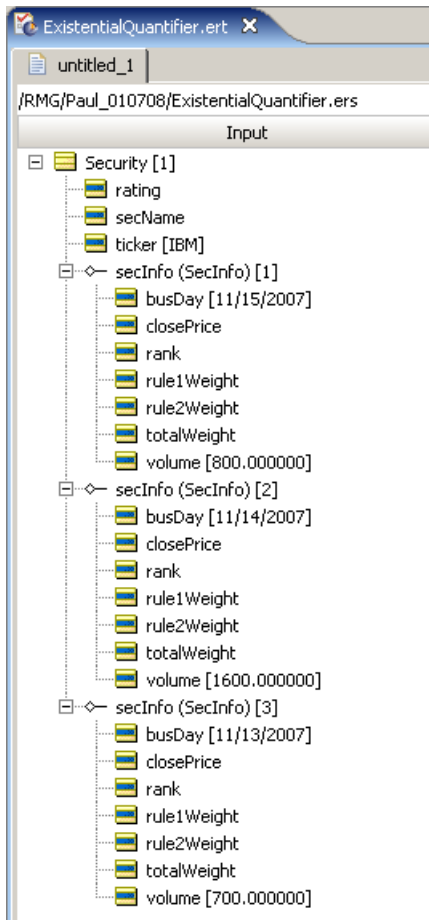 ExistentialQuantifier.ert
untitled_1
/RMG/Paul_010708/ExistentialQuantifier.ers
Input
Security [1]
rating
secName
ticker [IBM]
secInfo (SecInfo) [1]
busDay [11/15/2007]
closePrice
rank
rule1Weight
rule2Weight
totalWeight
volume [800.000000]
secInfo (SecInfo) [2]
busDay [11/14/2007]
closePrice
rank
rule1Weight
rule2Weight
totalWeight
volume [1600.000000]
secInfo (SecInfo) [3]
busDay [11/13/2007]
closePrice
rank
rule1Weight
rule2Weight
totalWeight
volume [700.000000]